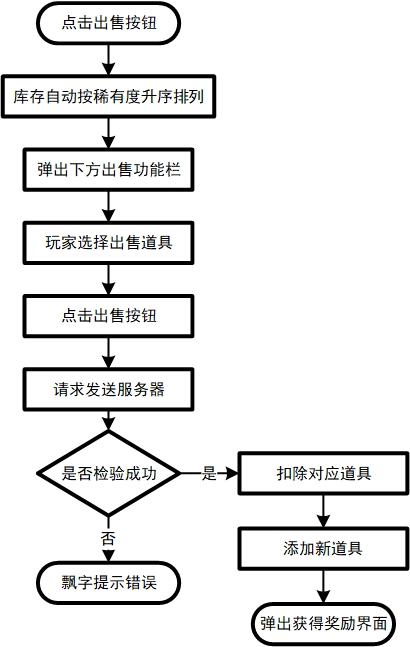 点击出售按钮
库存自动按稀有度升序排列
弹出下方出售功能栏
玩家选择出售道具
点击出售按钮
请求发送服务器
是否检验成功
是
扣除对应道具
否
添加新道具
飘字提示错误
弹出获得奖励界面